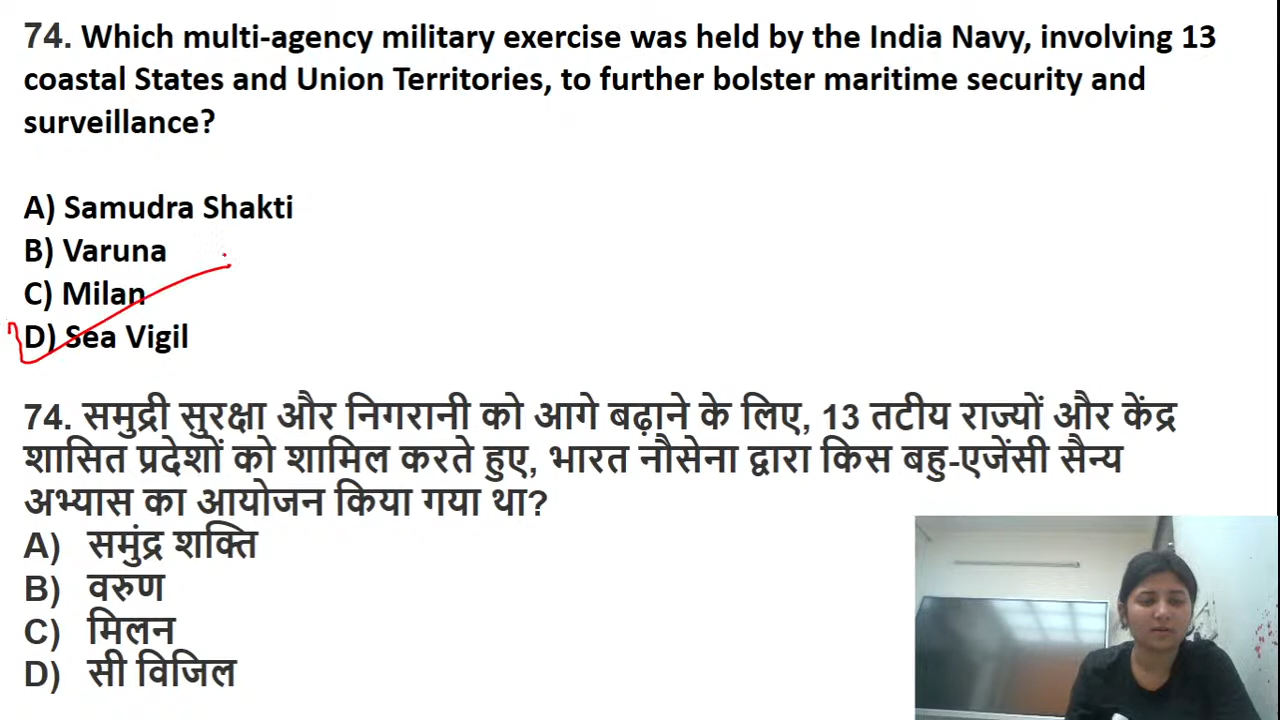 74. Which multi-agency military exercise was held by the India Navy, involving 13
coastal States and Union Territories, to further bolster maritime security and
surveillance?
A) Samudra Shakti
B) Varuna
C) Milan
D) Sea Vigil
74. समुद्री सुरक्षा और निगरानी को आगे बढ़ाने के लिए, 13 तटीय राज्यों और केंद्र
शासित प्रदेशों को शामिल करते हुए, भारत नौसेना द्वारा किस बहु-एजेंसी सैन्य
अभ्यास का आयोजन किया गया था?
A) समुंद्र शक्ति
B) वरुण
C) मिलन
D) सी विजिल